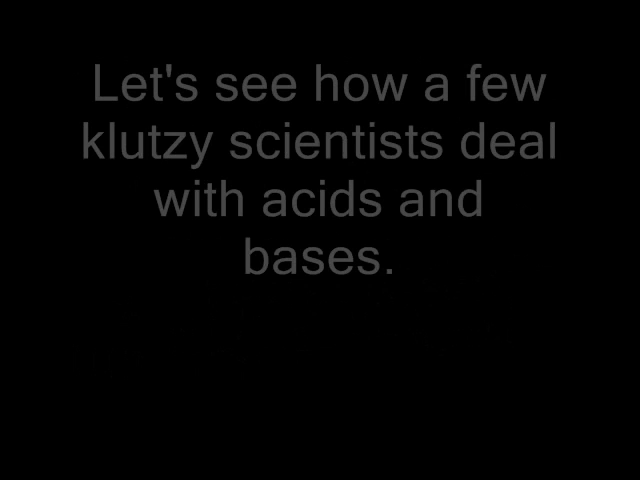 Let's see how a few
klutzy scientists deal
with acids and
bases.